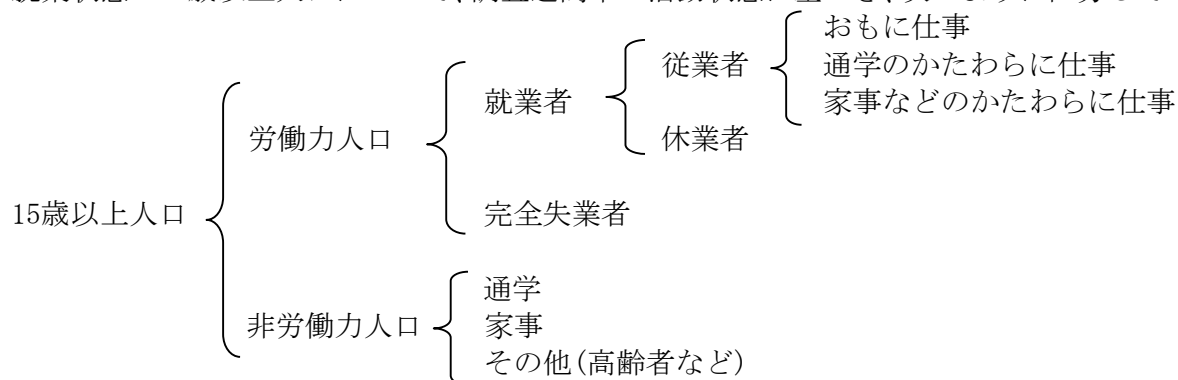 おもに仕事
従業者
通学のかたわらに仕事
就業者
家事などのかたわらに仕事
労働力人口
休業者
15歳以上人口
完全失業者
通学
非労働力人口
家事
その他(高齢者など)